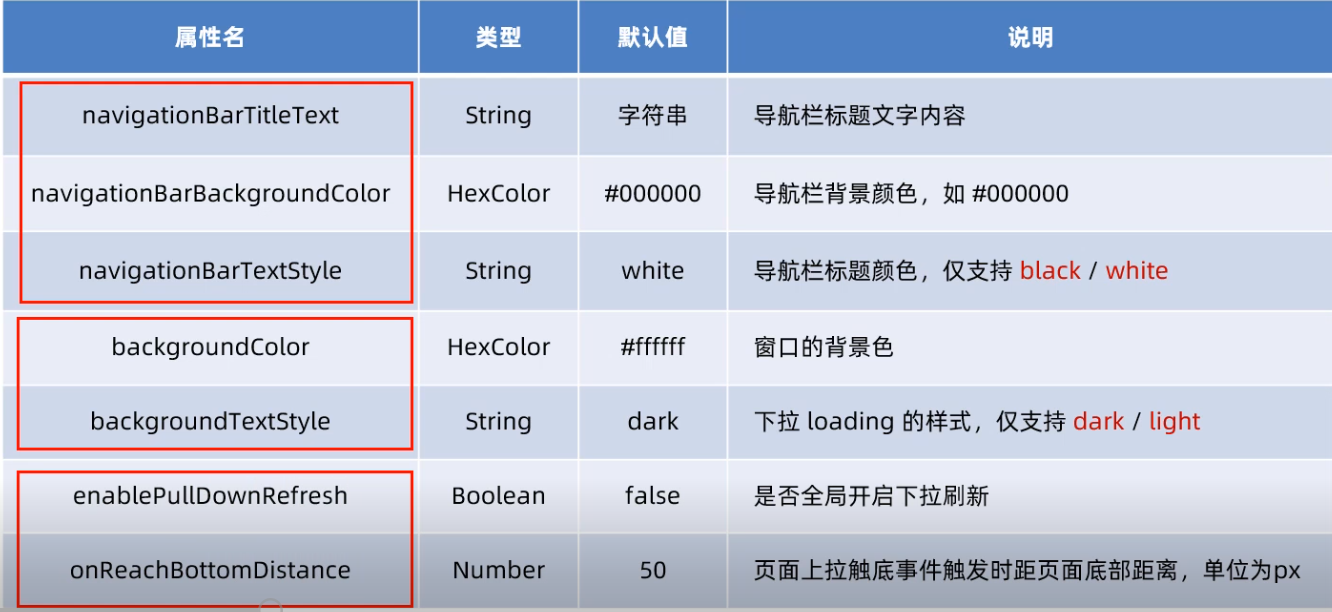 属性名 类型 默认值 说明
navigationBarTitleText String 字符串 导航栏标题文字内容
navigationBarBackgroundColor HexColor #000000 导航栏背景颜色，如 #000000
navigationBarTextStyle String white 导航栏标题颜色，仅支持 black / white
backgroundColor HexColor #ffffff 窗口的背景色
backgroundTextStyle String dark 下拉 loading 的样式，仅支持 dark / light
enablePullDownRefresh Boolean false 是否全局开启下拉刷新
onReachBottomDistance Number 50 页面上拉触底事件触发时距页面底部距离，单位为px